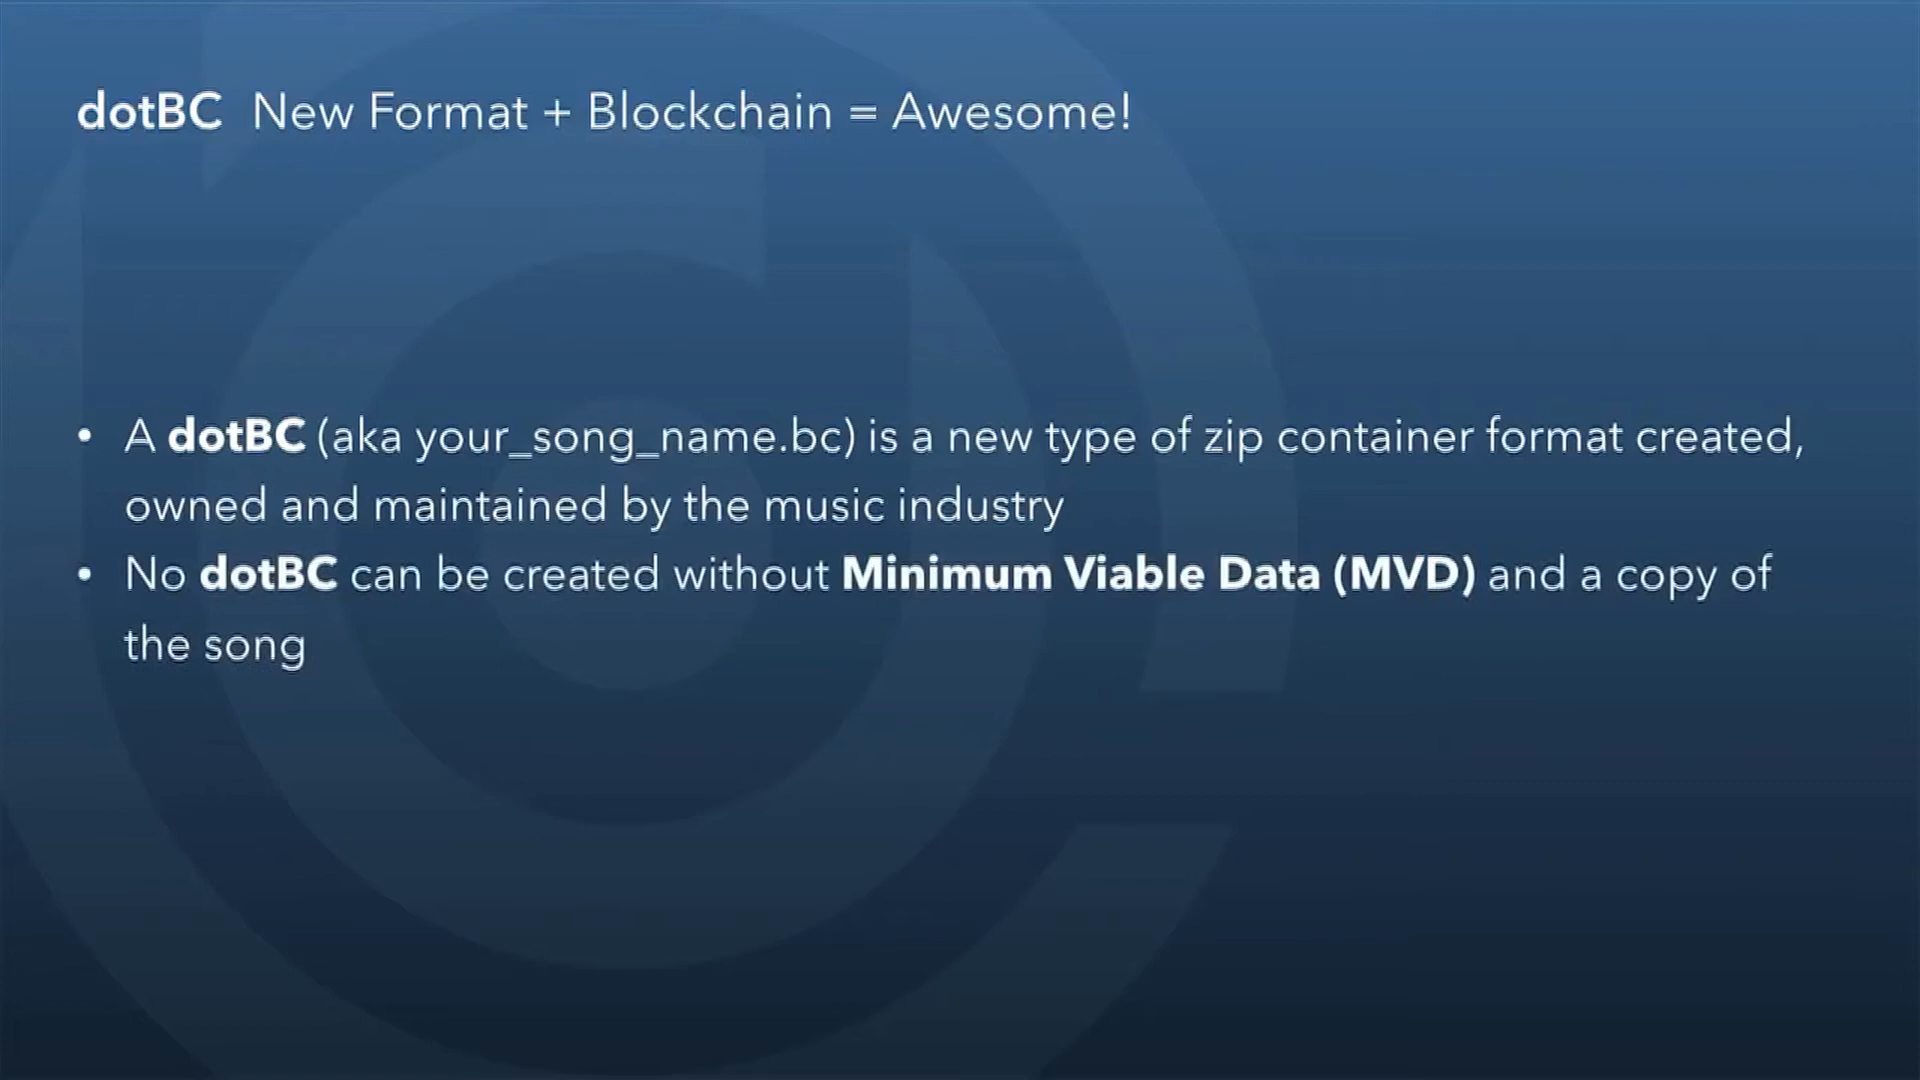 dotBC New Format + Blockchain = Awesome!
• A dotBC (aka your_song_name.bc) is a new type of zip container format created,
owned and maintained by the music industry
• No dotBC can be created without Minimum Viable Data (MVD) and a copy of
the song